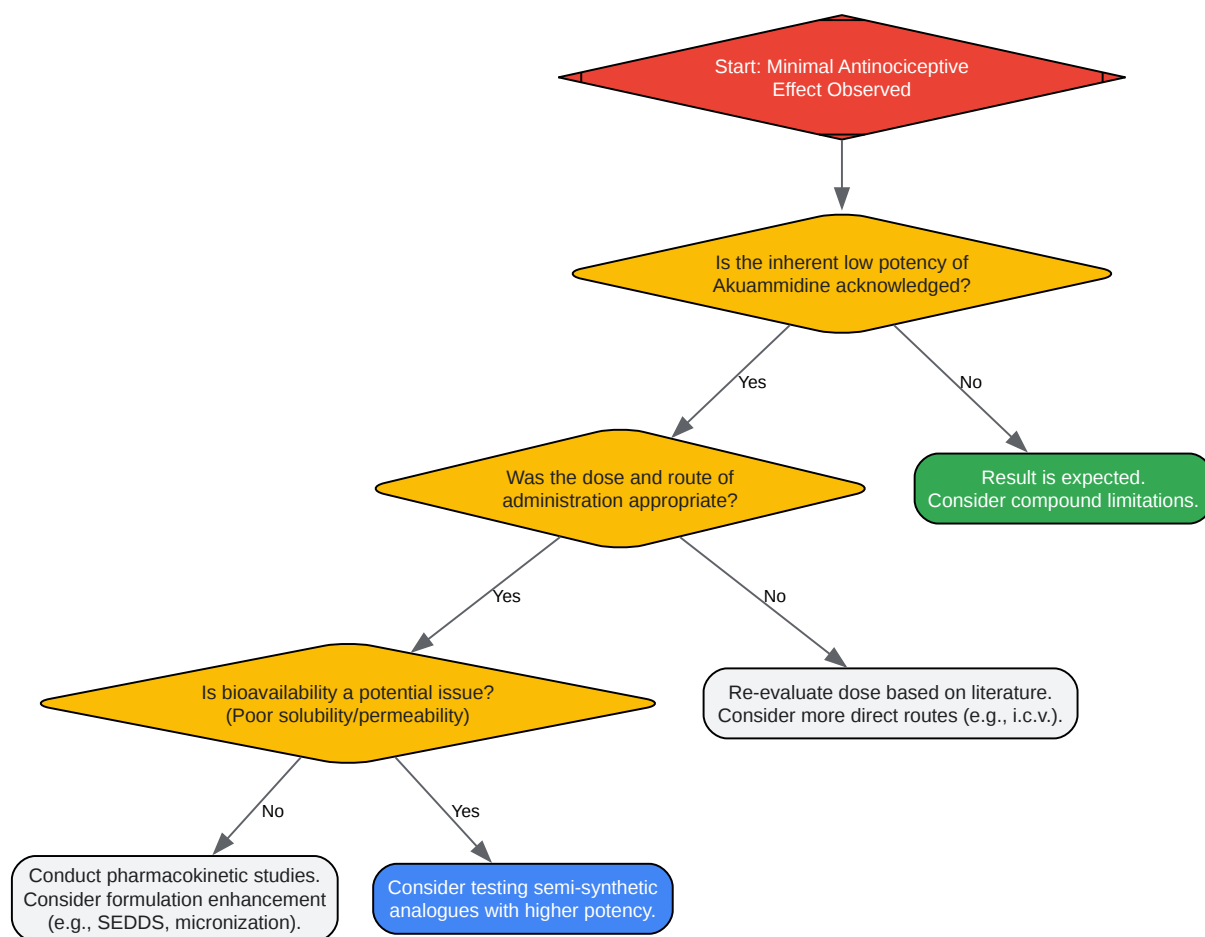 Start: Minimal Antinociceptive
Effect Observed
Is the inherent low potency of
Akuammidine acknowledged?
Yes
No
Was the dose and route of
administration appropriate?
Result is expected.
Consider compound limitations.
Yes
No
Is bioavailability a potential issue?
(Poor solubility/permeability)
Re-evaluate dose based on literature.
Consider more direct routes (e.g., i.c.v.).
No
Yes
Conduct pharmacokinetic studies.
Consider formulation enhancement
(e.g., SEDDS, micronization).
Consider testing semi-synthetic
analogues with higher potency.